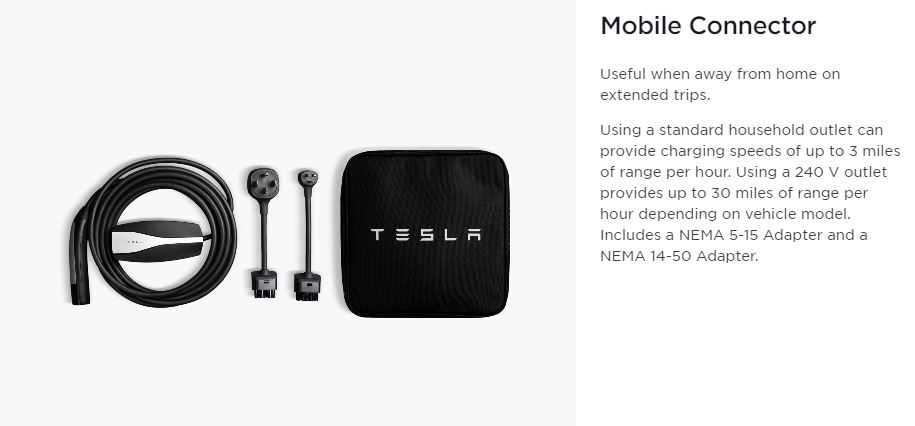 Mobile Connector
Useful when away from home on
extended trips.
Using a standard household outlet can
provide charging speeds of up to 3 miles
of range per hour. Using a 240 V outlet
provides up to 30 miles of range per
hour depending on vehicle model.
Includes a NEMA 5-15 Adapter and a
NEMA 14-50 Adapter.
TESLA